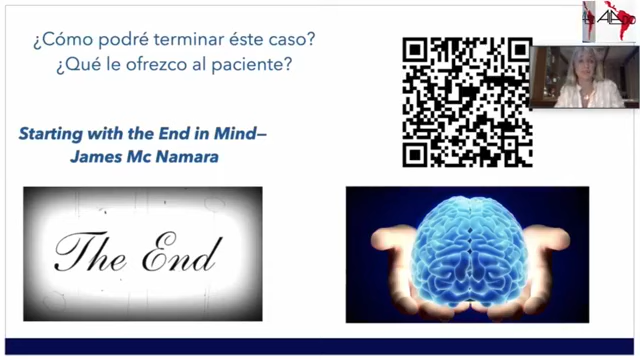 ¿Cómo podré terminar éste caso?
¿Qué le ofrezco al paciente?
Starting with the End in Mind—
James Mc Namara
The End